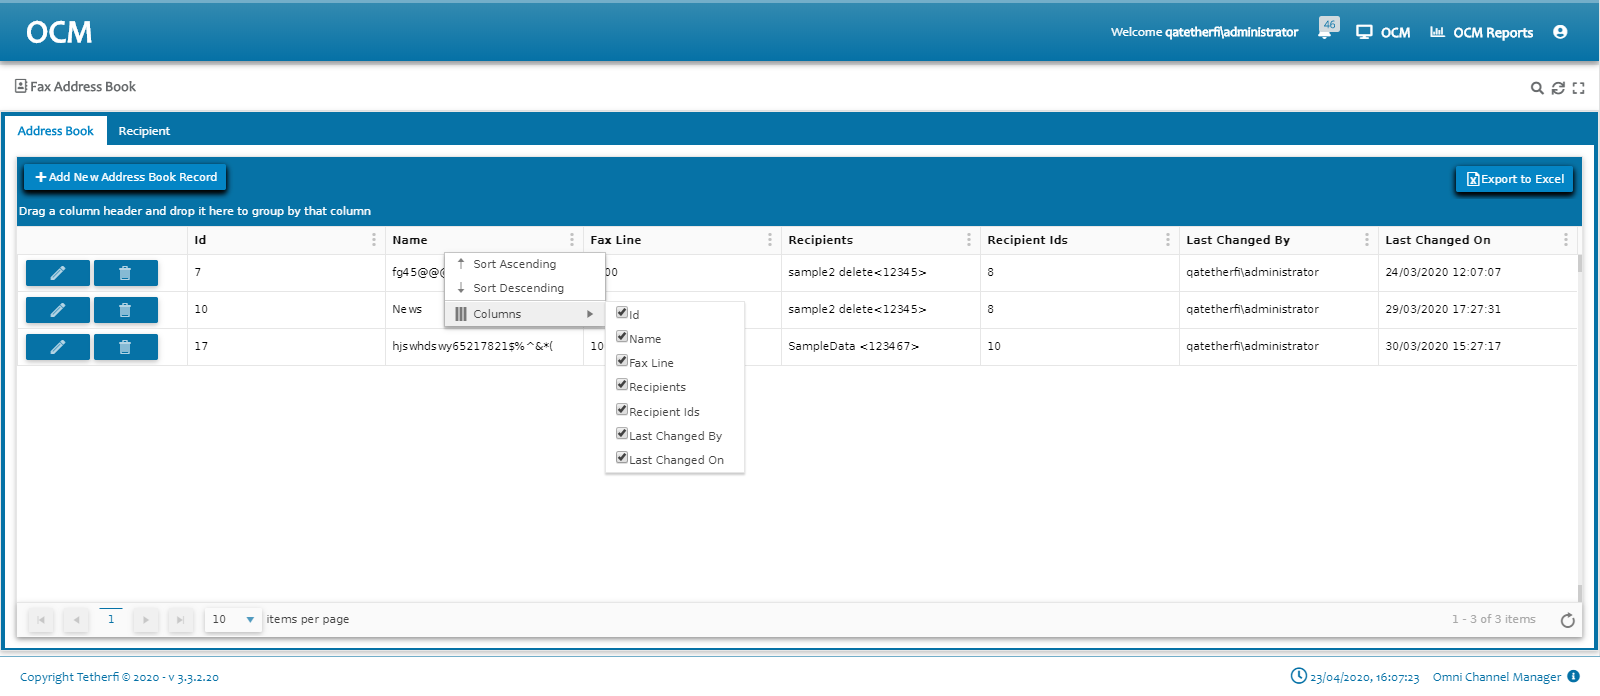 OCM
Welcome qatetherfi\administrator 46 OCM OCM Reports
Fax Address Book
Address Book Recipient
Add New Address Book Record
Export to Excel
Drag a column header and drop it here to group by that column
Id Name Fax Line Recipients Recipient Ids Last Changed By Last Changed On
7 fg45@@ 00 sample2 delete<12345> 8 qatetherfi\administrator 24/03/2020 12:07:07
10 News sample2 delete<12345> 8 qatetherfi\administrator 29/03/2020 17:27:31
17 hjswhdswy65217821$%^&*( 10 SampleData <123467> 10 qatetherfi\administrator 30/03/2020 15:27:17
Sort Ascending
Sort Descending
Columns
Id
Name
Fax Line
Recipients
Recipient Ids
Last Changed By
Last Changed On
1 10 items per page 1 - 3 of 3 items
Copyright Tetherfi © 2020 - v 3.3.2.20 23/04/2020, 16:07:23 Omni Channel Manager